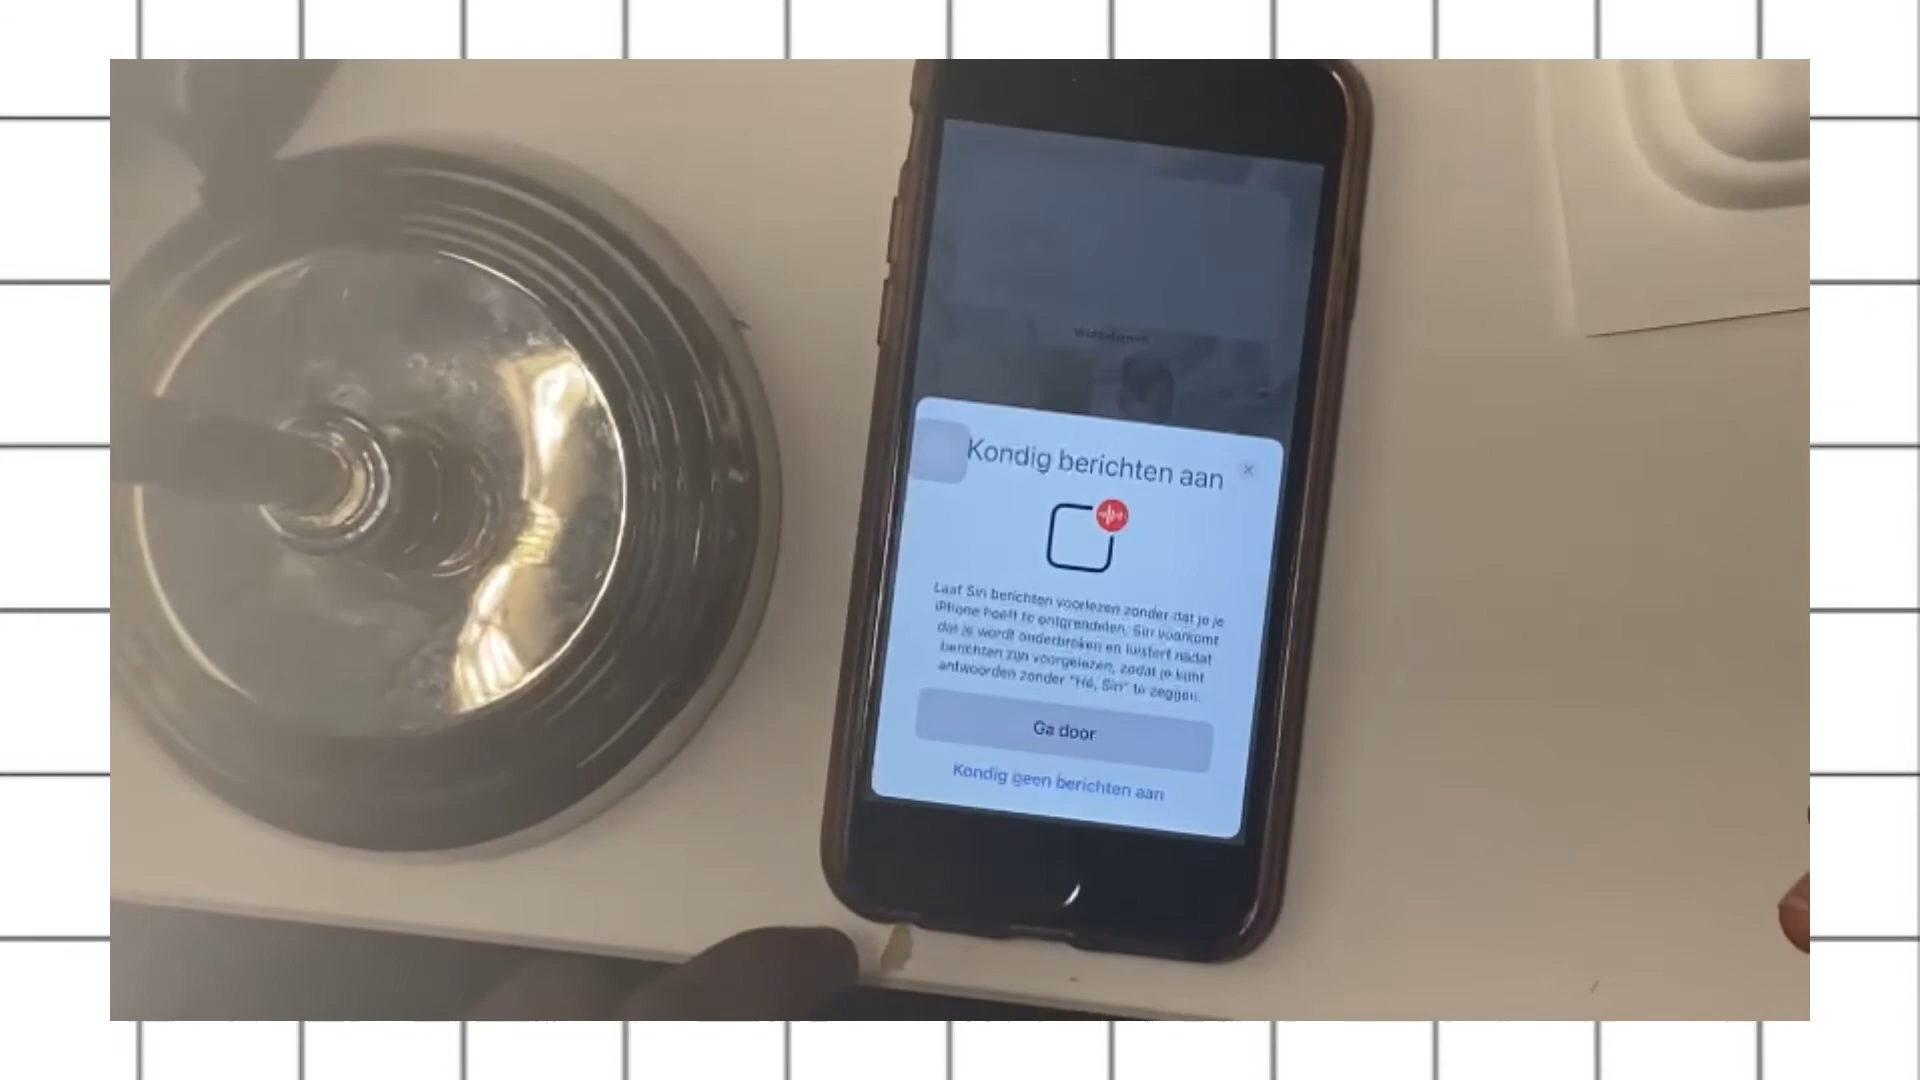 Kondig berichten aan
Laat Siri berichten voorlezen zonder dat je je
iPhone hoeft te ontgrendelen. Siri voorkomt
dat je wordt onderbroken en luistert nadat
berichten zijn voorgelezen, zodat je kunt
antwoorden zonder "Hé, Siri" te zeggen.
Ga door
Kondig geen berichten aan